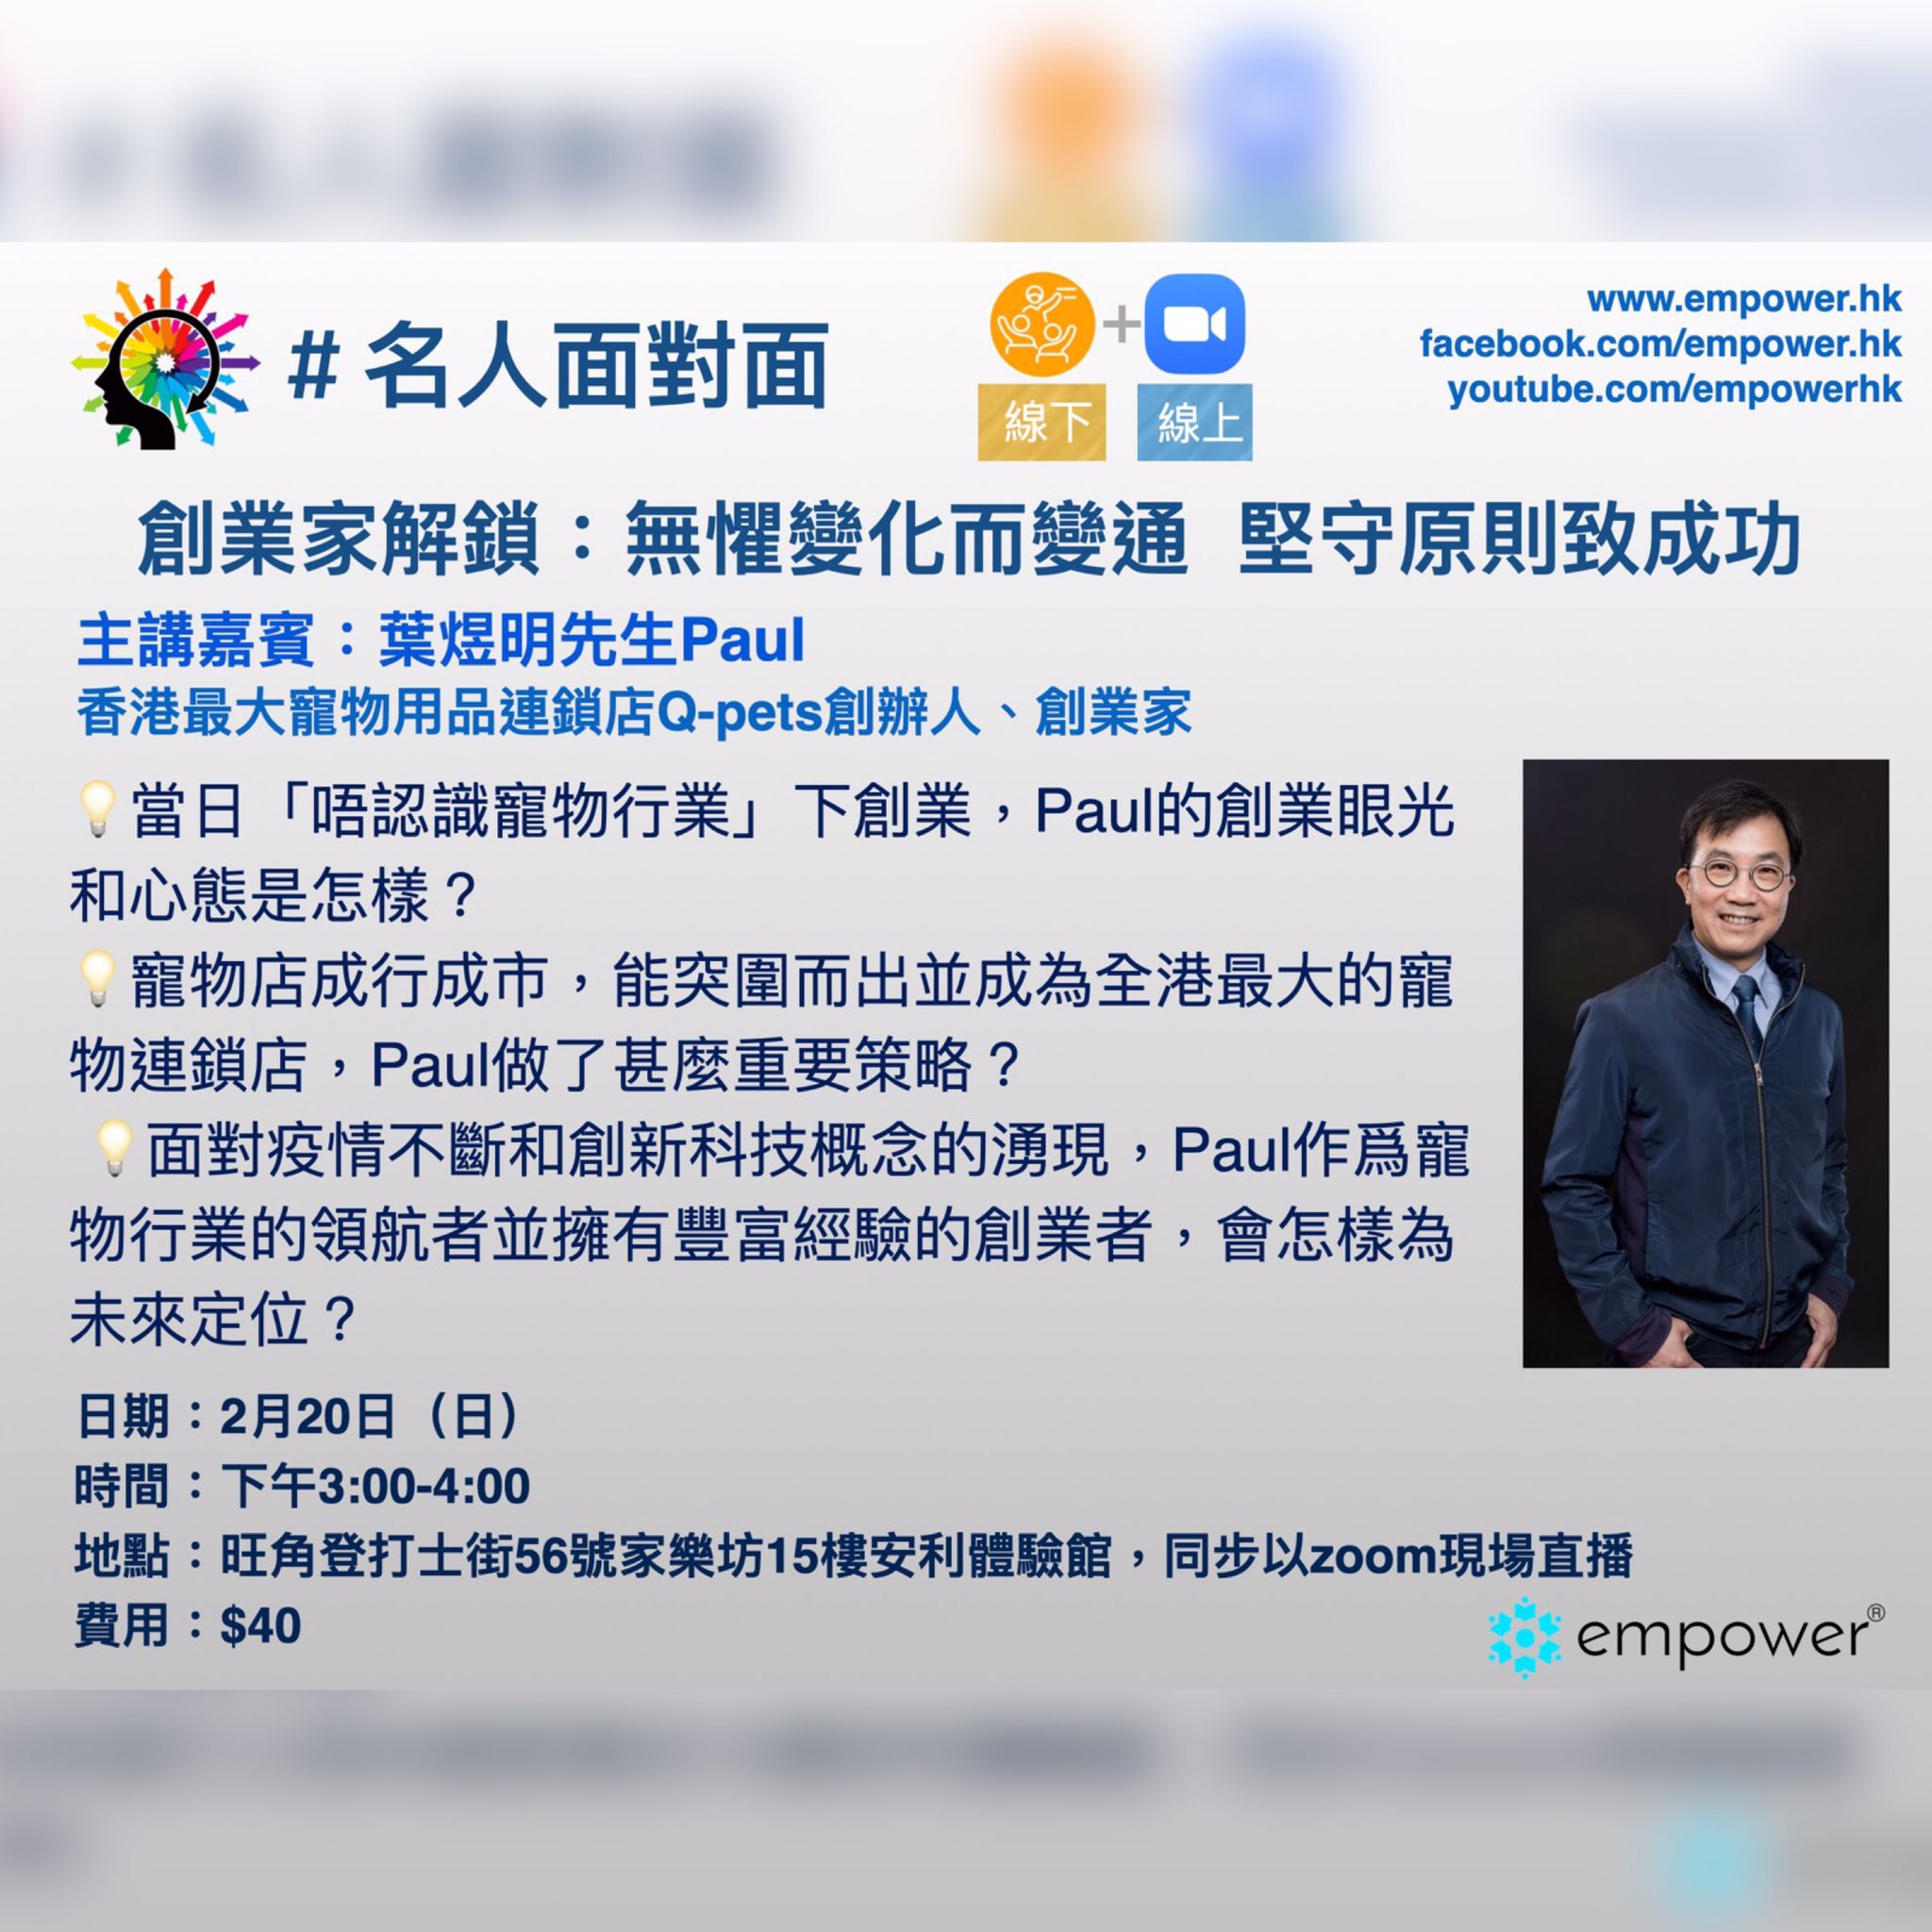 # 名人面對面
線下
線上
www.empower.hk
facebook.com/empower.hk
youtube.com/empowerhk
創業家解鎖：無懼變化而變通 堅守原則致成功
主講嘉賓：葉煜明先生Paul
香港最大寵物用品連鎖店Q-pets創辦人、創業家
💡當日「唔認識寵物行業」下創業，Paul的創業眼光
和心態是怎樣？
💡寵物店成行成市，能突圍而出並成為全港最大的寵
物連鎖店，Paul做了甚麼重要策略？
💡面對疫情不斷和創新科技概念的湧現，Paul作爲寵
物行業的領航者並擁有豐富經驗的創業者，會怎樣為
未來定位？
日期：2月20日（日）
時間：下午3:00-4:00
地點：旺角登打士街56號家樂坊15樓安利體驗館，同步以zoom現場直播
費用：$40
empower®